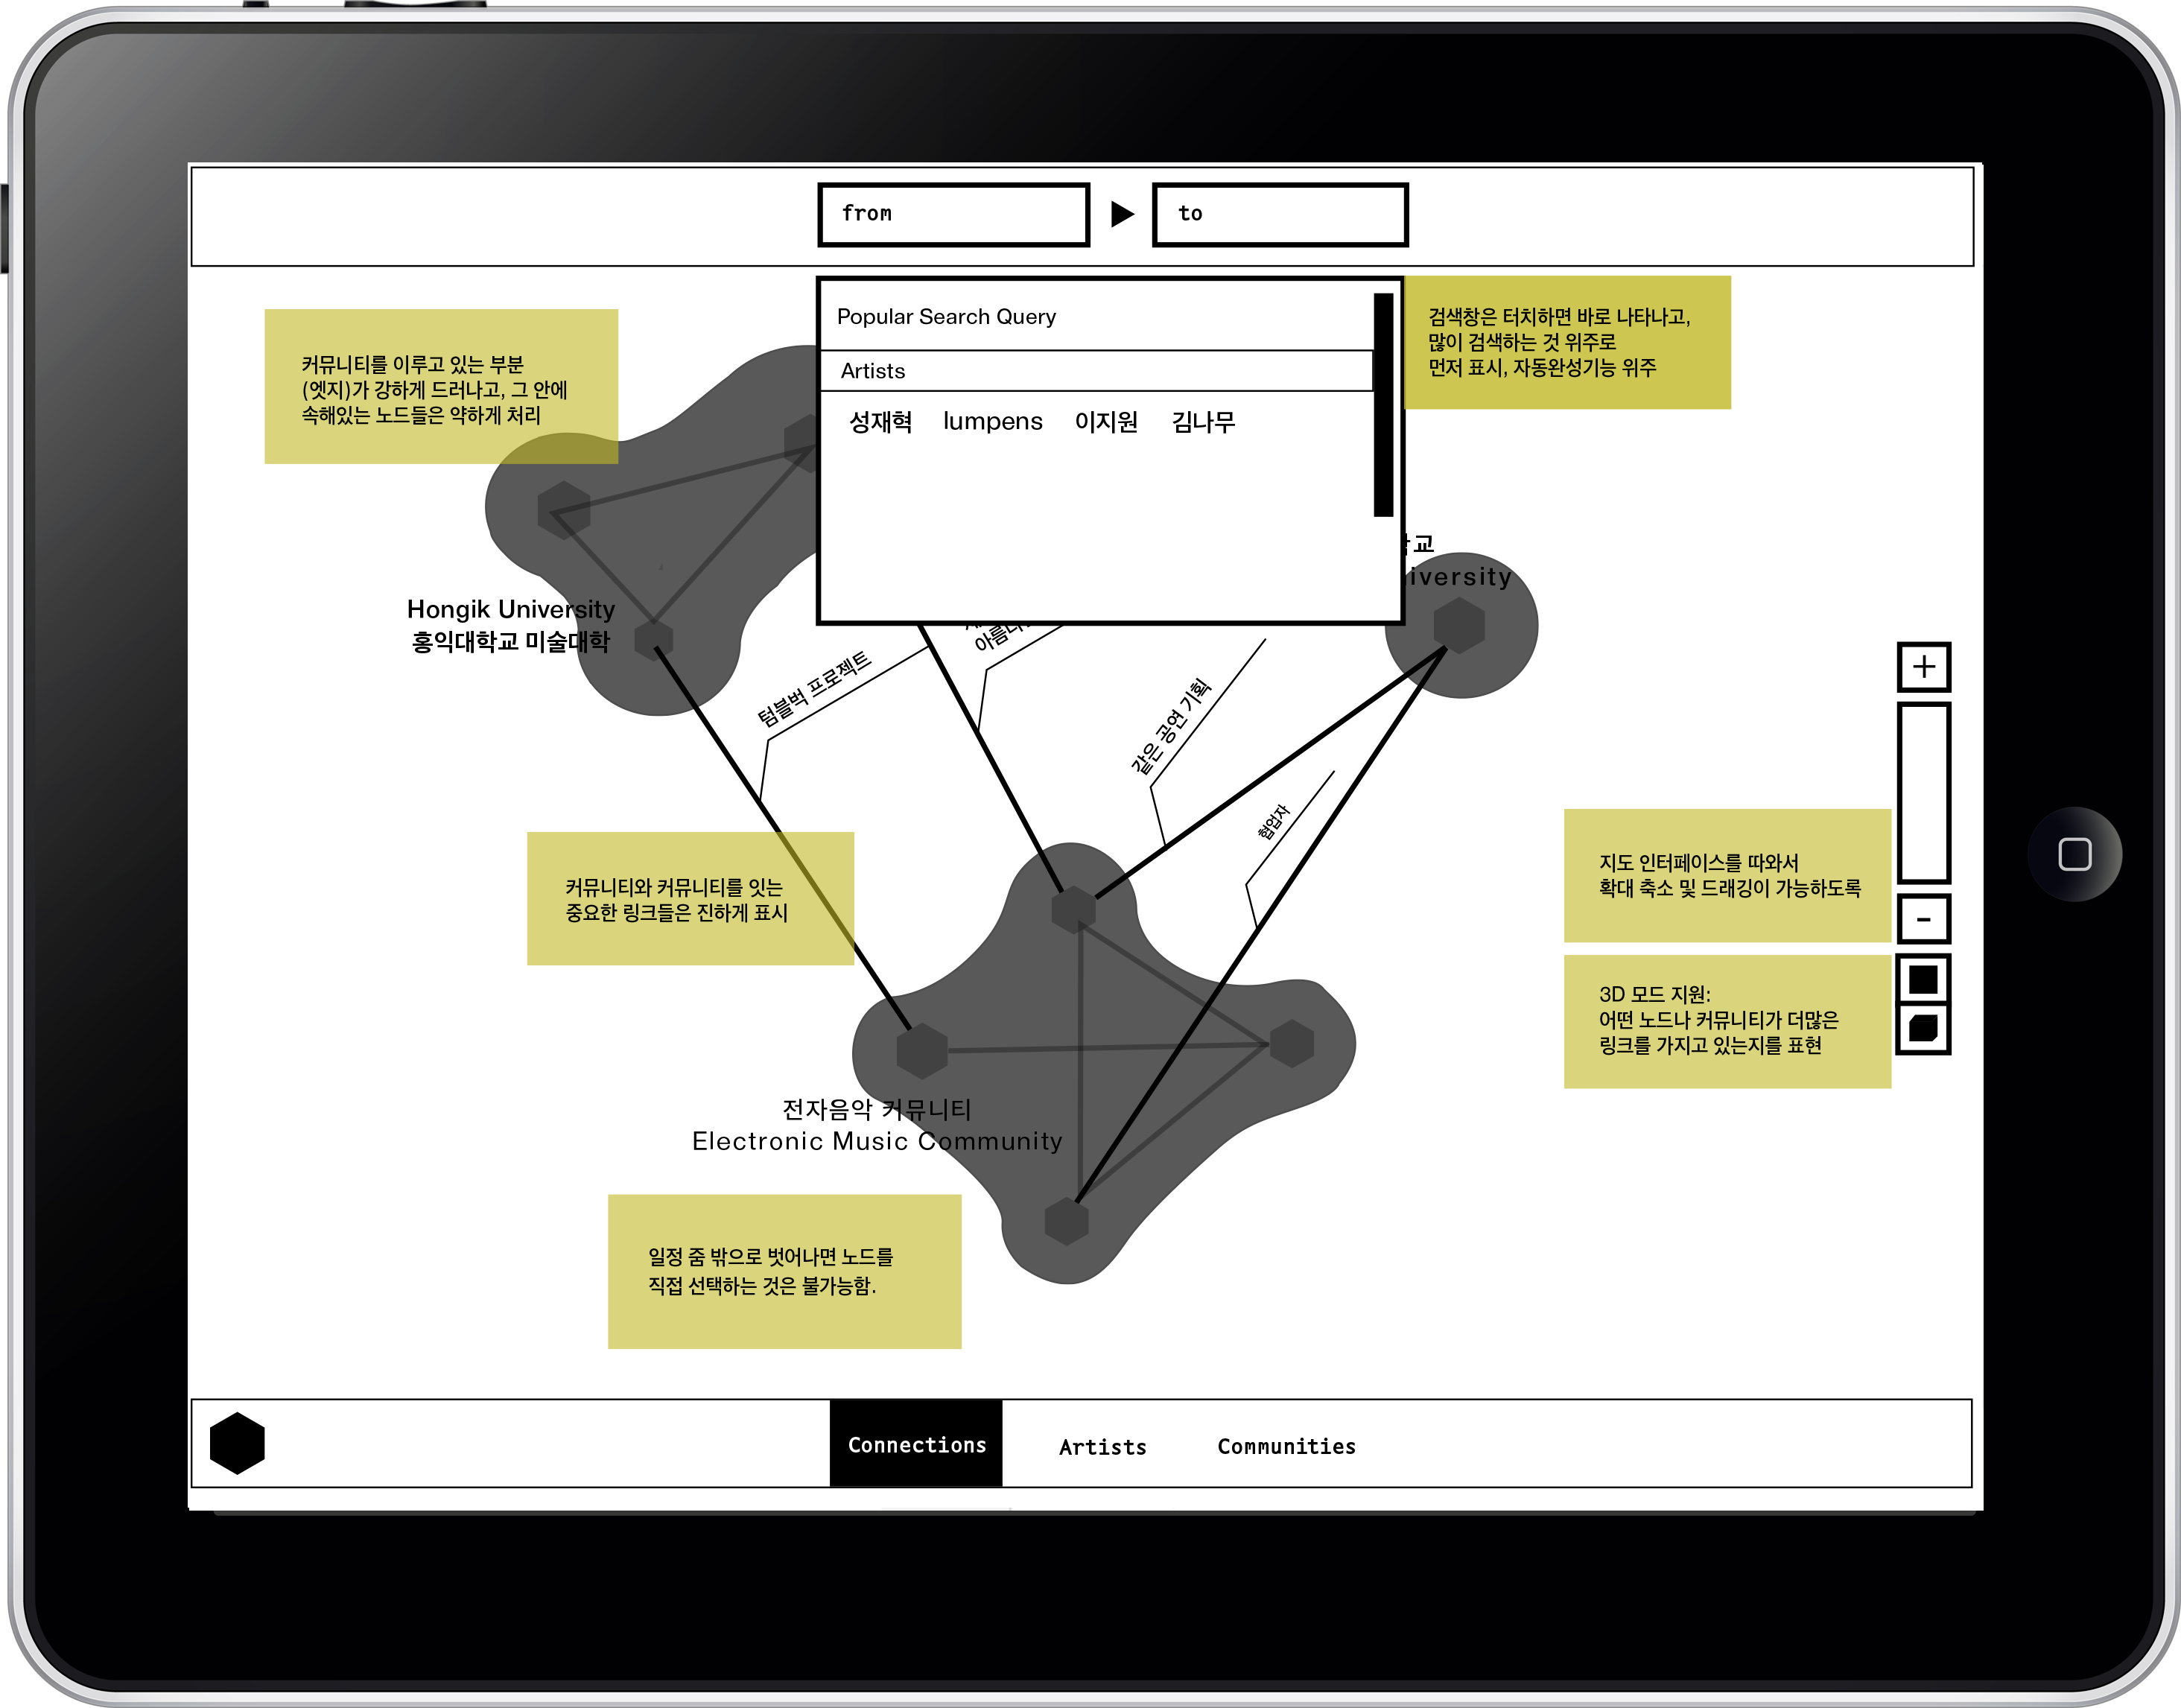 from
to
Popular Search Query
Artists
성재혁 lumpens 이지원 김나무
검색창은 터치하면 바로 나타나고,
많이 검색하는 것 위주로
먼저 표시, 자동완성기능 위주
커뮤니티를 이루고 있는 부분
(엣지)가 강하게 드러나고, 그 안에
속해있는 노드들은 약하게 처리
Hongik University
홍익대학교 미술대학
텀블벅 프로젝트
같은 공연 기획
협업자
+
-
지도 인터페이스를 따와서
확대 축소 및 드래깅이 가능하도록
커뮤니티와 커뮤니티를 잇는
중요한 링크들은 진하게 표시
3D 모드 지원:
어떤 노드나 커뮤니티가 더많은
링크를 가지고 있는지를 표현
전자음악 커뮤니티
Electronic Music Community
일정 줌 밖으로 벗어나면 노드를
직접 선택하는 것은 불가능함.
Connections
Artists
Communities